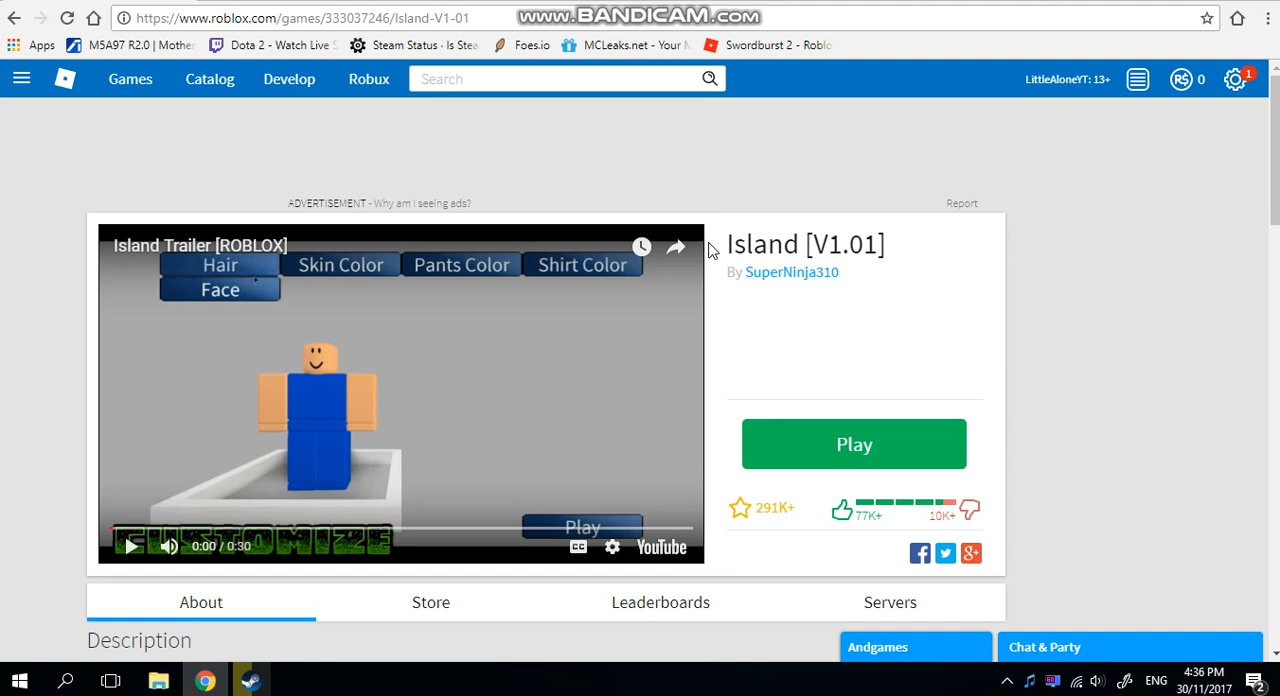 https://www.roblox.com/games/333037246/Island-V1-01
www.BANDICAM.com
Apps
M5A97 R2.0 | Mother
Dota 2 - Watch Live S
Steam Status · Is Stea
Foes.io
MCLeaks.net - Your M
Swordburst 2 - Roblo
Games
Catalog
Develop
Robux
Search
LittleAloneYT: 13+
R$ 0
1
ADVERTISEMENT - Why am I seeing ads?
Report
Island Trailer [ROBLOX]
Hair
Skin Color
Pants Color
Shirt Color
Face
Play
CUSTOMIZE
0:00 / 0:30
CC
YouTube
Island [V1.01]
By SuperNinja310
Play
291K+
77K+
10K+
About
Store
Leaderboards
Servers
Description
Andgames
Chat & Party
ENG
4:36 PM
30/11/2017
2